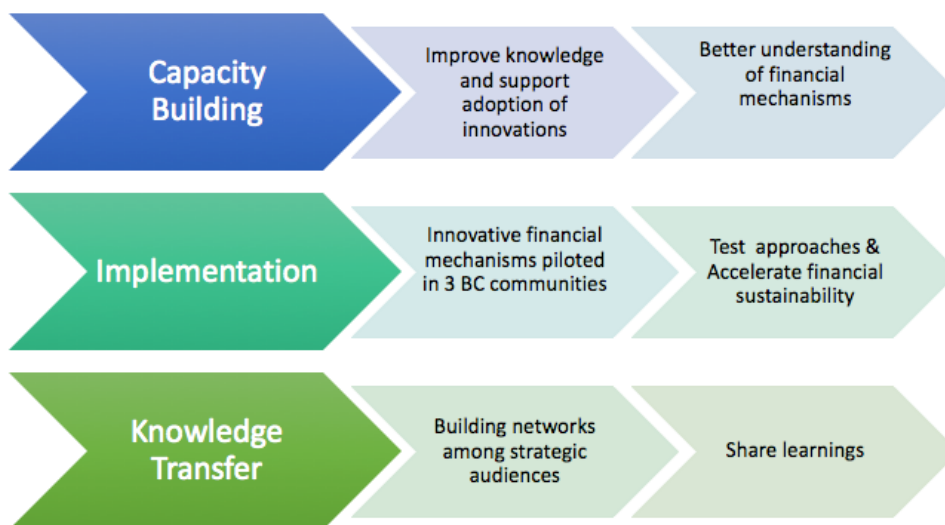 Capacity
Building
Improve knowledge
and support
adoption of
innovations
Better understanding
of financial
mechanisms
Implementation
Innovative financial
mechanisms piloted
in 3 BC communities
Test approaches &
Accelerate financial
sustainability
Knowledge
Transfer
Building networks
among strategic
audiences
Share learnings